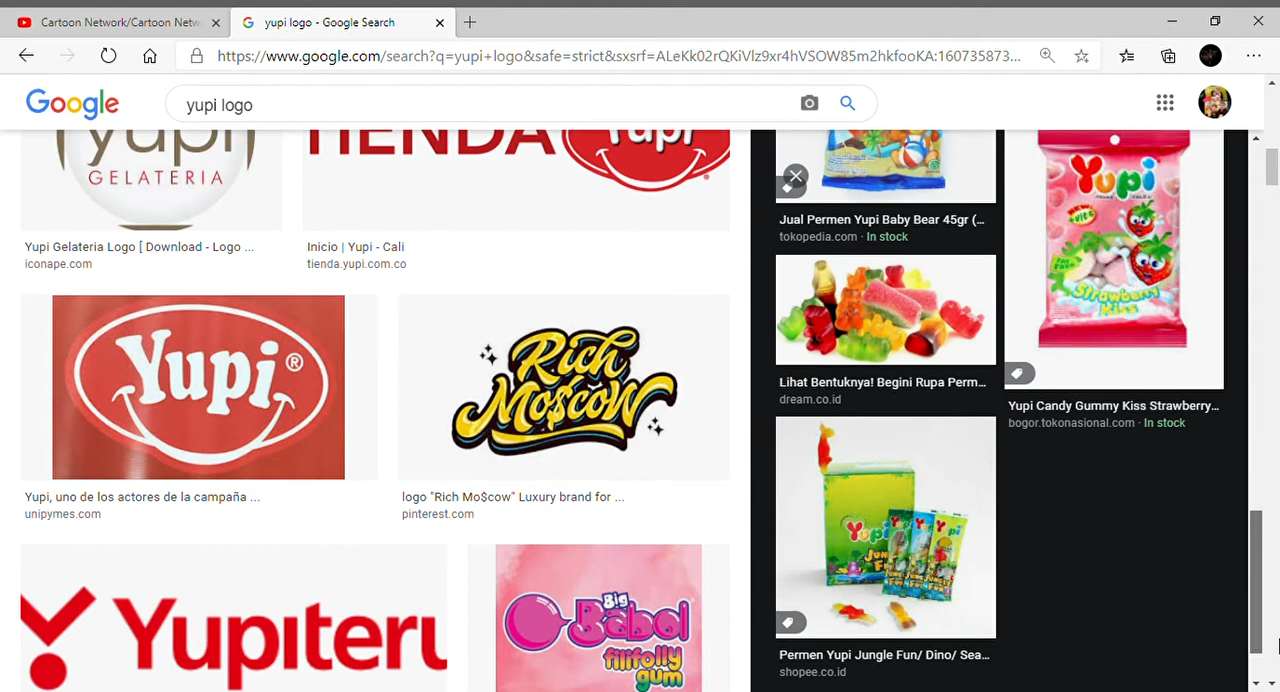 Cartoon Network/Cartoon Netw
yupi logo - Google Search
https://www.google.com/search?q=yupi+logo&safe=strict&sxsrf=ALeKk02rQKiVlz9xr4hVSOW85m2hkfooKA:160735873...
Google
yupi logo
yupi
GELATERIA
TIENDA
Yupi
Yupi Gelateria Logo [ Download - Logo ...
iconape.com
Inicio | Yupi - Cali
tienda.yupi.com.co
Yupi®
Rich
Mo$cow
Yupi, uno de los actores de la campaña ...
unipymes.com
logo "Rich Mo$cow" Luxury brand for ...
pinterest.com
Yupiteru
Big
Babol
filifolly
gum
Jual Permen Yupi Baby Bear 45gr (...
tokopedia.com · In stock
Yupi
NEW
+Vit C
Strawberry
Kiss
Lihat Bentuknya! Begini Rupa Perm...
dream.co.id
Yupi Candy Gummy Kiss Strawberry...
bogor.tokonasional.com · In stock
Yupi
Permen Yupi Jungle Fun/ Dino/ Sea...
shopee.co.id